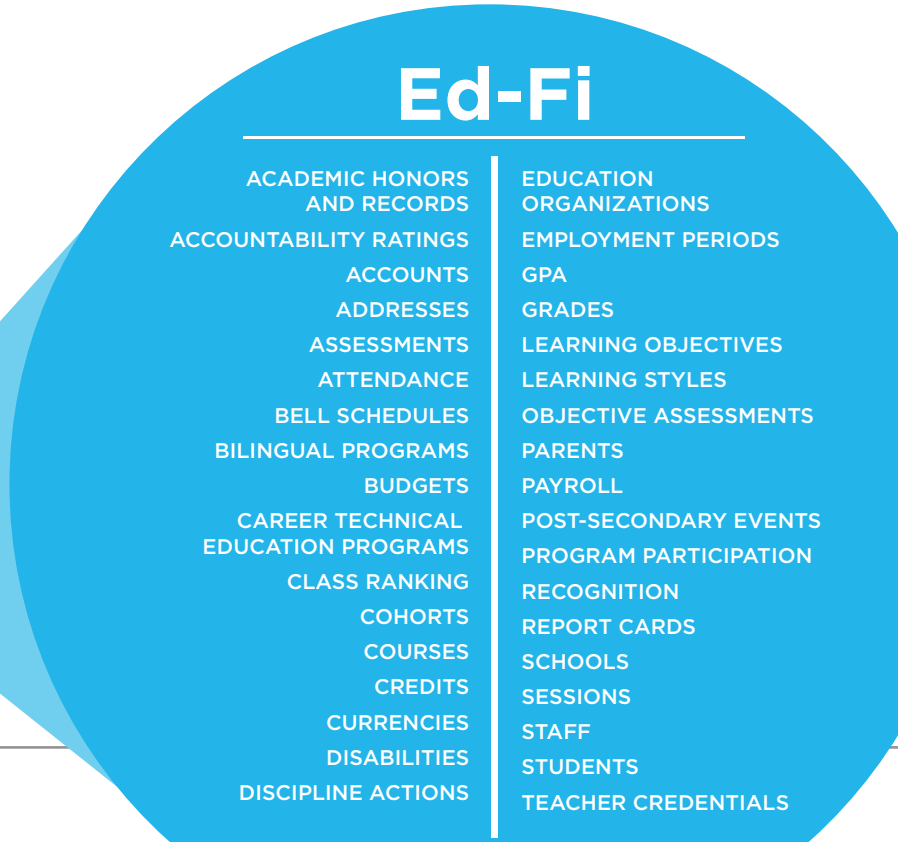 Ed-Fi
ACADEMIC HONORS
AND RECORDS
ACCOUNTABILITY RATINGS
ACCOUNTS
ADDRESSES
ASSESSMENTS
ATTENDANCE
BELL SCHEDULES
BILINGUAL PROGRAMS
BUDGETS
CAREER TECHNICAL
EDUCATION PROGRAMS
CLASS RANKING
COHORTS
COURSES
CREDITS
CURRENCIES
DISABILITIES
DISCIPLINE ACTIONS
EDUCATION
ORGANIZATIONS
EMPLOYMENT PERIODS
GPA
GRADES
LEARNING OBJECTIVES
LEARNING STYLES
OBJECTIVE ASSESSMENTS
PARENTS
PAYROLL
POST-SECONDARY EVENTS
PROGRAM PARTICIPATION
RECOGNITION
REPORT CARDS
SCHOOLS
SESSIONS
STAFF
STUDENTS
TEACHER CREDENTIALS